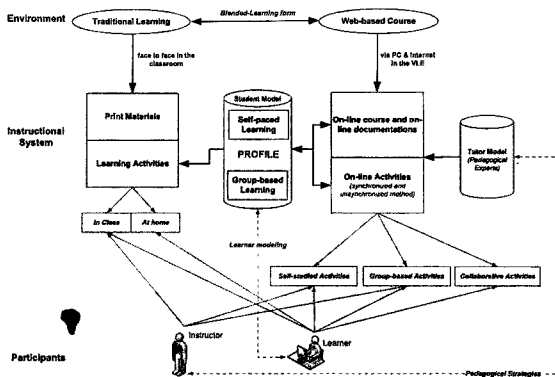 Environment
Traditional Learning
Blended-Learning form
Web-based Course
face to face in the
classroom
via PC & Internet
in the VLE
Instructional
System
Print Materials
Learning Activities
Student Model
Self-paced
Learning
PROFILE
Group-based
Learning
On-line course and on-
line documentations
On-line Activities
(synchronized and
unsynchronized method)
Tutor Model
(Pedagogical
Experts)
In Class
At home
Learner modeling
Self-studied Activities
Group-based Activities
Collaborative Activities
Instructor
Learner
Participants
Pedagogical Strategies